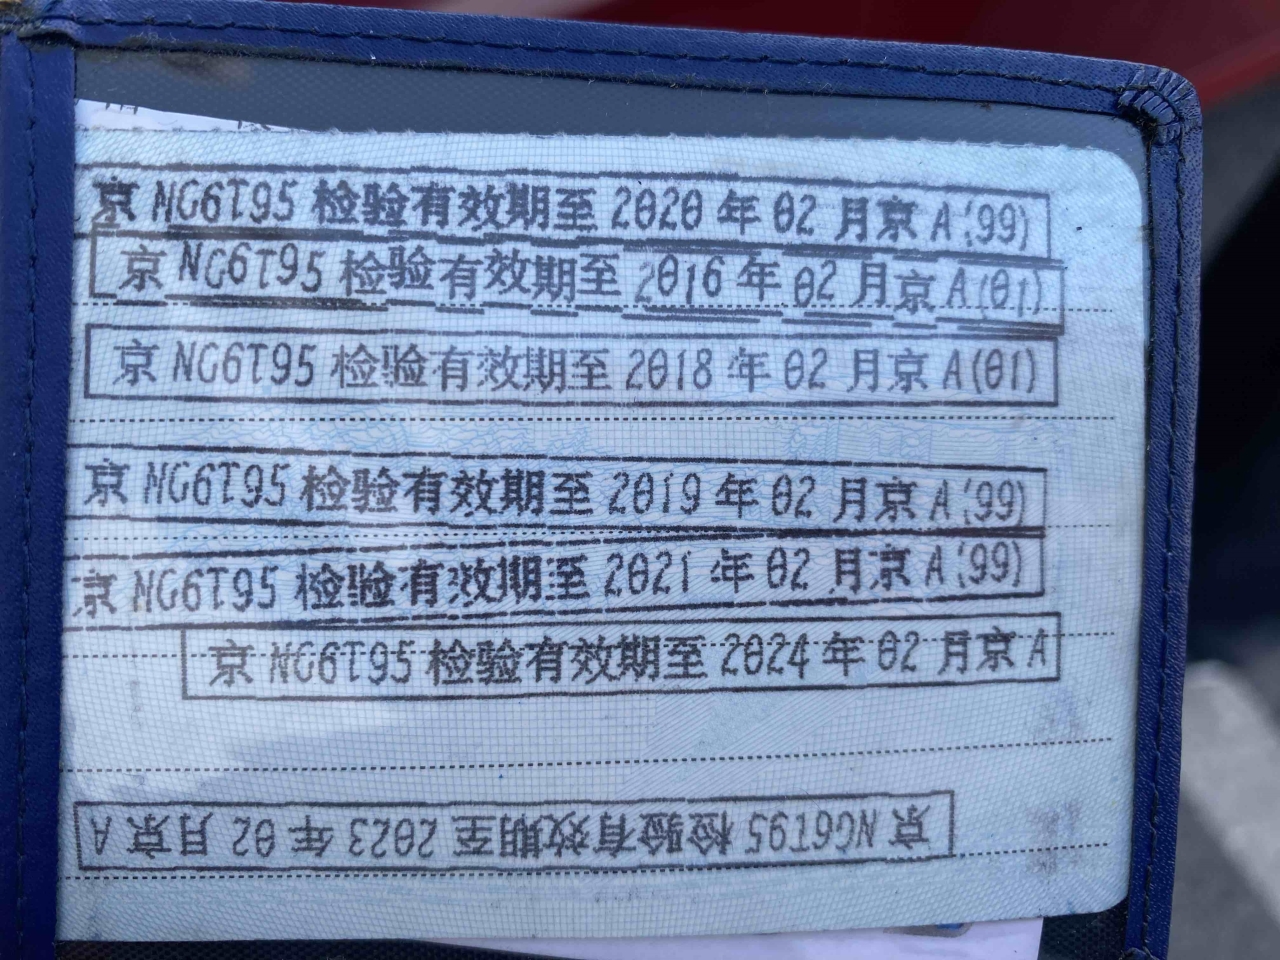 京 NG6T95 检验有效期至 2020 年 02 月京 A(99)
京 NG6T95 检验有效期至 2016 年 02 月京 A(01)
京 NG6T95 检验有效期至 2018 年 02 月京 A(01)
京 NG6T95 检验有效期至 2019 年 02 月京 A(99)
京 NG6T95 检验有效期至 2021 年 02 月京 A(99)
京 NG6T95 检验有效期至 2024 年 02 月京 A
京 NG6T95 检验有效期至 2023 年 02 月京 A